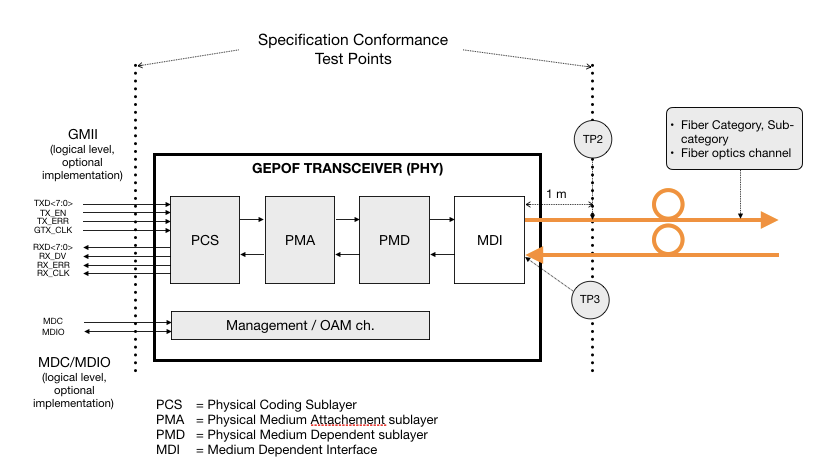 Specification Conformance
Test Points
GMII
(logical level,
optional
implementation)
TP2
• Fiber Category, Sub-
category
• Fiber optics channel
GEPOF TRANSCEIVER (PHY)
1 m
TXD<7:0>
TX_EN
TX_ERR
GTX_CLK
RXD<7:0>
RX_DV
RX_ERR
RX_CLK
PCS
PMA
PMD
MDI
TP3
MDC
MDIO
Management / OAM ch.
MDC/MDIO
(logical level,
optional
implementation)
PCS = Physical Coding Sublayer
PMA = Physical Medium Attachement sublayer
PMD = Physical Medium Dependent sublayer
MDI = Medium Dependent Interface